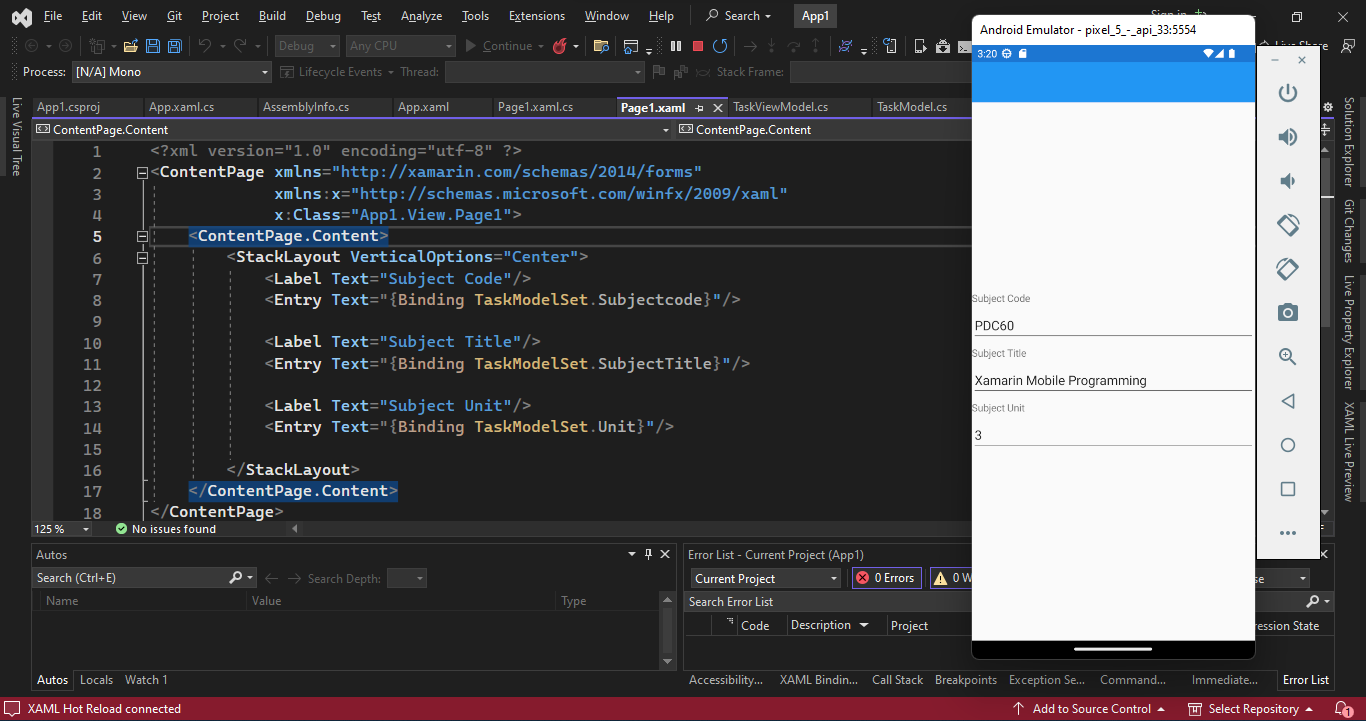 File Edit View Git Project Build Debug Test Analyze Tools Extensions Window Help Search App1 Sign in
Debug Any CPU Continue Live Share
Process: [N/A] Mono Lifecycle Events Thread: Stack Frame:
App1.csproj App.xaml.cs AssemblyInfo.cs App.xaml Page1.xaml.cs Page1.xaml TaskViewModel.cs TaskModel.cs
ContentPage.Content ContentPage.Content
1 <?xml version="1.0" encoding="utf-8" ?>
2 <ContentPage xmlns="http://xamarin.com/schemas/2014/forms"
3 xmlns:x="http://schemas.microsoft.com/winfx/2009/xaml"
4 x:Class="App1.View.Page1">
5 <ContentPage.Content>
6 <StackLayout VerticalOptions="Center">
7 <Label Text="Subject Code"/>
8 <Entry Text="{Binding TaskModelSet.Subjectcode}"/>
9
10 <Label Text="Subject Title"/>
11 <Entry Text="{Binding TaskModelSet.SubjectTitle}"/>
12
13 <Label Text="Subject Unit"/>
14 <Entry Text="{Binding TaskModelSet.Unit}"/>
15
16 </StackLayout>
17 </ContentPage.Content>
18 </ContentPage>
125 % No issues found
Live Visual Tree
Autos
Search (Ctrl+E) Search Depth:
Name Value Type
Autos Locals Watch 1
Error List - Current Project (App1)
Current Project 0 Errors 0 W
Search Error List
Code Description Project ression State
Accessibility... XAML Bindin... Call Stack Breakpoints Exception Se... Command... Immediate... Error List
Android Emulator - pixel_5_-_api_33:5554
3:20
Subject Code
PDC60
Subject Title
Xamarin Mobile Programming
Subject Unit
3
Solution Explorer
Git Changes
Live Property Explorer
XAML Live Preview
XAML Hot Reload connected Add to Source Control Select Repository 1